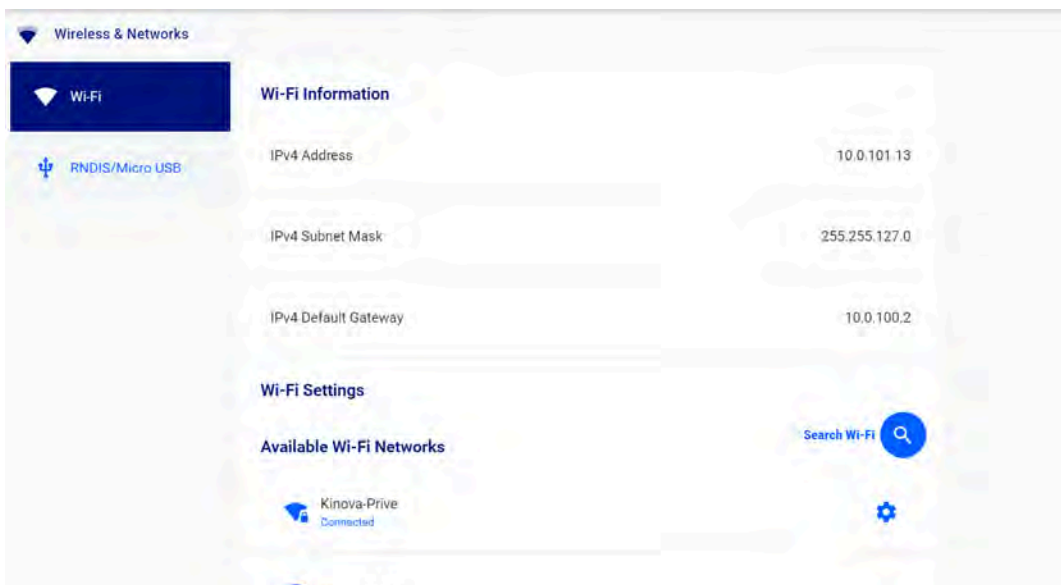 Wireless & Networks
Wi-Fi
RNDIS/Micro USB
Wi-Fi Information
IPv4 Address 10.0.101.13
IPv4 Subnet Mask 255.255.127.0
IPv4 Default Gateway 10.0.100.2
Wi-Fi Settings
Available Wi-Fi Networks
Search Wi-Fi
Kinova-Prive
Connected